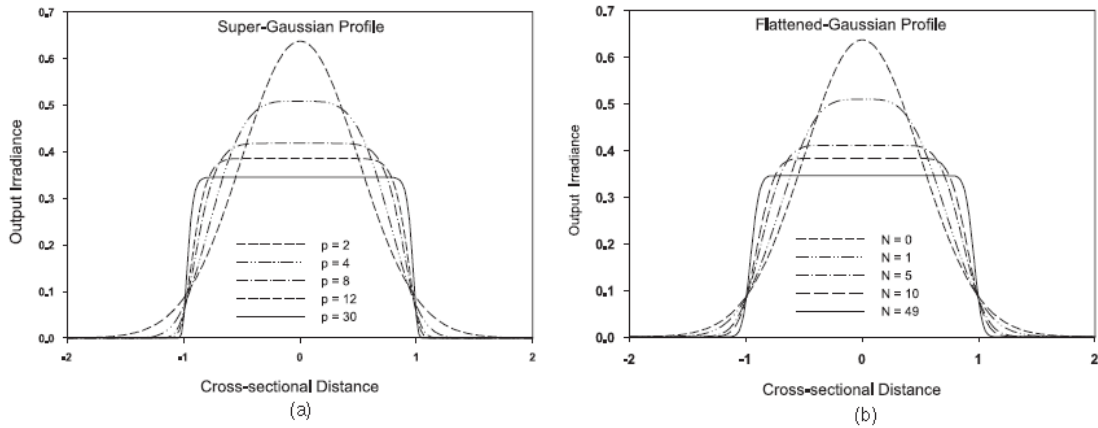 Super-Gaussian Profile
0.7
0.6
0.5
0.4
0.3
0.2
0.1
0.0
Output Irradiance
p = 2
p = 4
p = 8
p = 12
p = 30
-2
-1
0
1
2
Cross-sectional Distance
(a)
Flattened-Gaussian Profile
0.7
0.6
0.5
0.4
0.3
0.2
0.1
0.0
Output Irradiance
N = 0
N = 1
N = 5
N = 10
N = 49
-2
-1
0
1
2
Cross-sectional Distance
(b)